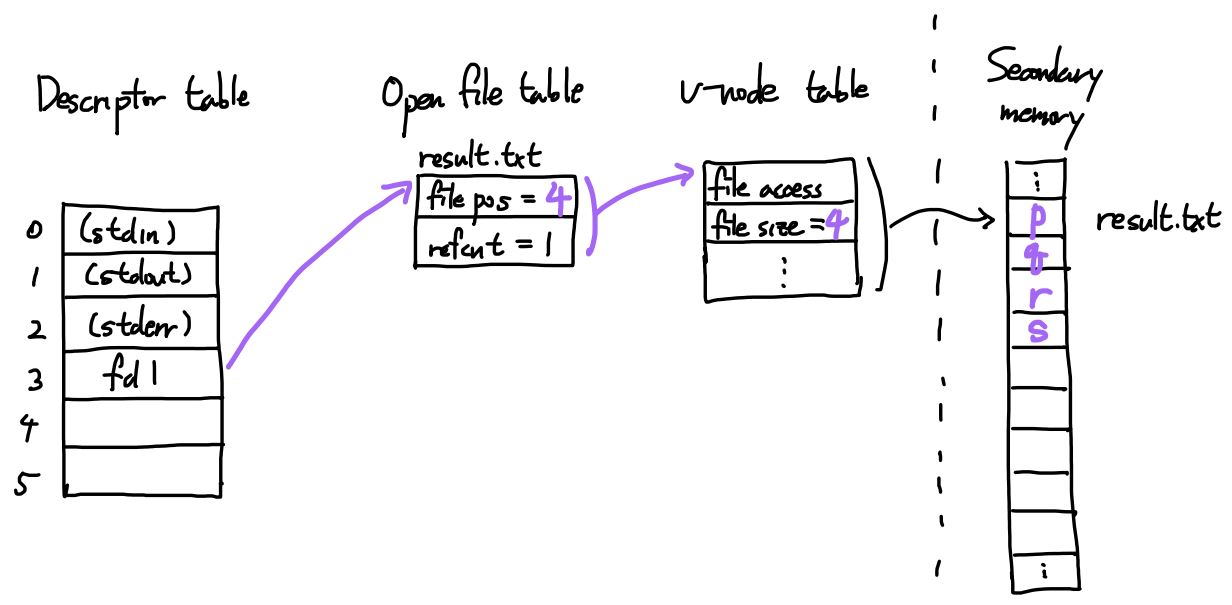 Descriptor table
0 (stdin)
1 (stdout)
2 (stderr)
3 fd1
4
5
Open file table
result.txt
file pos = 4
refcnt = 1
v-node table
file access
file size = 4
⋮
Secondary
memory
⋮
p
q
r
s
⋮
result.txt